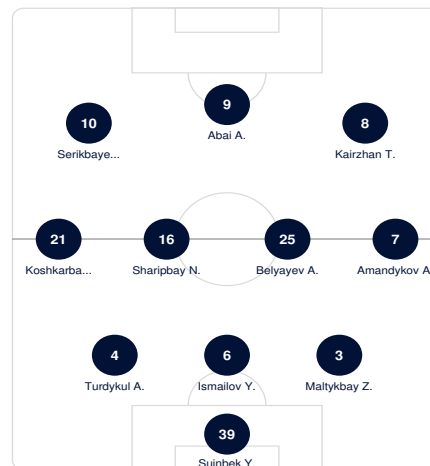 9
Abai A.
10
Serikbaye...
8
Kairzhan T.
21
Koshkarba...
16
Sharipbay N.
25
Belyayev A.
7
Amandykov A
4
Turdykul A.
6
Ismailov Y.
3
Maltykbay Z.
39
Suinbek Y.